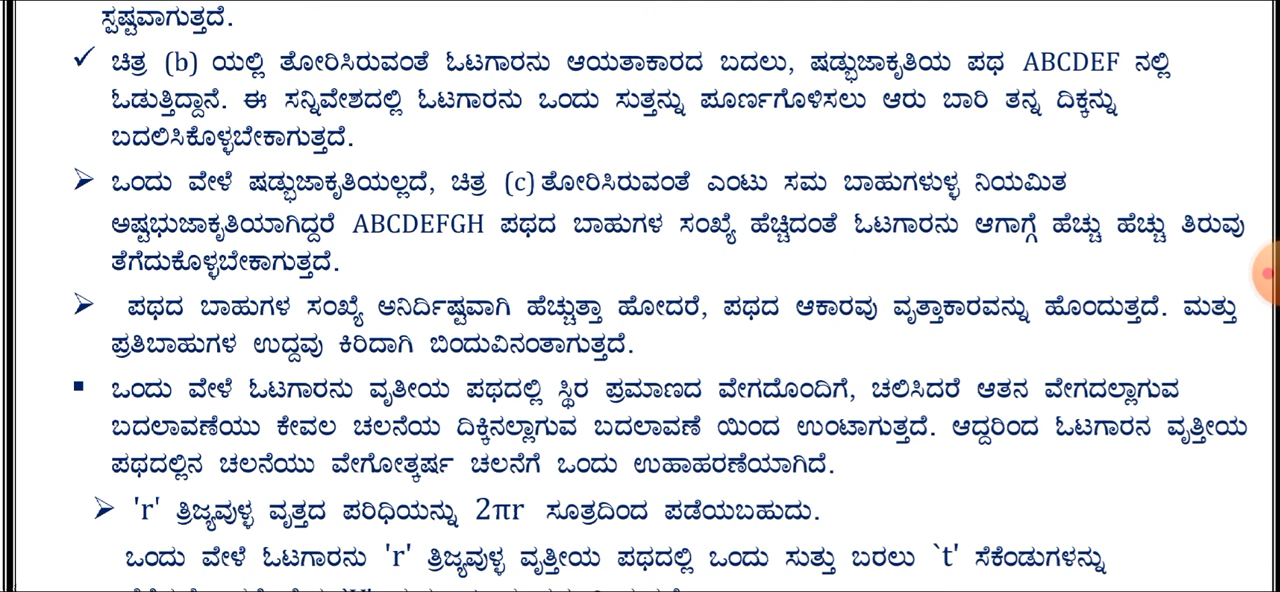 ಸ್ಪಷ್ಟವಾಗುತ್ತದೆ.
✓ ಚಿತ್ರ (b) ಯಲ್ಲಿ ತೋರಿಸಿರುವಂತೆ ಓಟಗಾರನು ಆಯತಾಕಾರದ ಬದಲು, ಷಡ್ಭುಜಾಕೃತಿಯ ಪಥ ABCDEF ನಲ್ಲಿ
ಓಡುತ್ತಿದ್ದಾನೆ. ಈ ಸನ್ನಿವೇಶದಲ್ಲಿ ಓಟಗಾರನು ಒಂದು ಸುತ್ತನ್ನು ಪೂರ್ಣಗೊಳಿಸಲು ಆರು ಬಾರಿ ತನ್ನ ದಿಕ್ಕನ್ನು
ಬದಲಿಸಿಕೊಳ್ಳಬೇಕಾಗುತ್ತದೆ.
➢ ಒಂದು ವೇಳೆ ಷಡ್ಭುಜಾಕೃತಿಯಲ್ಲದೆ, ಚಿತ್ರ (c) ತೋರಿಸಿರುವಂತೆ ಎಂಟು ಸಮ ಬಾಹುಗಳುಳ್ಳ ನಿಯಮಿತ
ಅಷ್ಟಭುಜಾಕೃತಿಯಾಗಿದ್ದರೆ ABCDEFGH ಪಥದ ಬಾಹುಗಳ ಸಂಖ್ಯೆ ಹೆಚ್ಚಿದಂತೆ ಓಟಗಾರನು ಆಗಾಗ್ಗೆ ಹೆಚ್ಚು ಹೆಚ್ಚು ತಿರುವು
ತೆಗೆದುಕೊಳ್ಳಬೇಕಾಗುತ್ತದೆ.
➢ ಪಥದ ಬಾಹುಗಳ ಸಂಖ್ಯೆ ಅನಿರ್ದಿಷ್ಟವಾಗಿ ಹೆಚ್ಚುತ್ತಾ ಹೋದರೆ, ಪಥದ ಆಕಾರವು ವೃತ್ತಾಕಾರವನ್ನು ಹೊಂದುತ್ತದೆ. ಮತ್ತು
ಪ್ರತಿಬಾಹುಗಳ ಉದ್ದವು ಕಿರಿದಾಗಿ ಬಿಂದುವಿನಂತಾಗುತ್ತದೆ.
▪ ಒಂದು ವೇಳೆ ಓಟಗಾರನು ವೃತೀಯ ಪಥದಲ್ಲಿ ಸ್ಥಿರ ಪ್ರಮಾಣದ ವೇಗದೊಂದಿಗೆ, ಚಲಿಸಿದರೆ ಆತನ ವೇಗದಲ್ಲಾಗುವ
ಬದಲಾವಣೆಯು ಕೇವಲ ಚಲನೆಯ ದಿಕ್ಕಿನಲ್ಲಾಗುವ ಬದಲಾವಣೆ ಯಿಂದ ಉಂಟಾಗುತ್ತದೆ. ಆದ್ದರಿಂದ ಓಟಗಾರನ ವೃತ್ತೀಯ
ಪಥದಲ್ಲಿನ ಚಲನೆಯು ವೇಗೋತ್ಕರ್ಷ ಚಲನೆಗೆ ಒಂದು ಉಹಾಹರಣೆಯಾಗಿದೆ.
➢ 'r' ತ್ರಿಜ್ಯವುಳ್ಳ ವೃತ್ತದ ಪರಿಧಿಯನ್ನು 2πr ಸೂತ್ರದಿಂದ ಪಡೆಯಬಹುದು.
ಒಂದು ವೇಳೆ ಓಟಗಾರನು 'r' ತ್ರಿಜ್ಯವುಳ್ಳ ವೃತ್ತೀಯ ಪಥದಲ್ಲಿ ಒಂದು ಸುತ್ತು ಬರಲು `t' ಸೆಕೆಂಡುಗಳನ್ನು